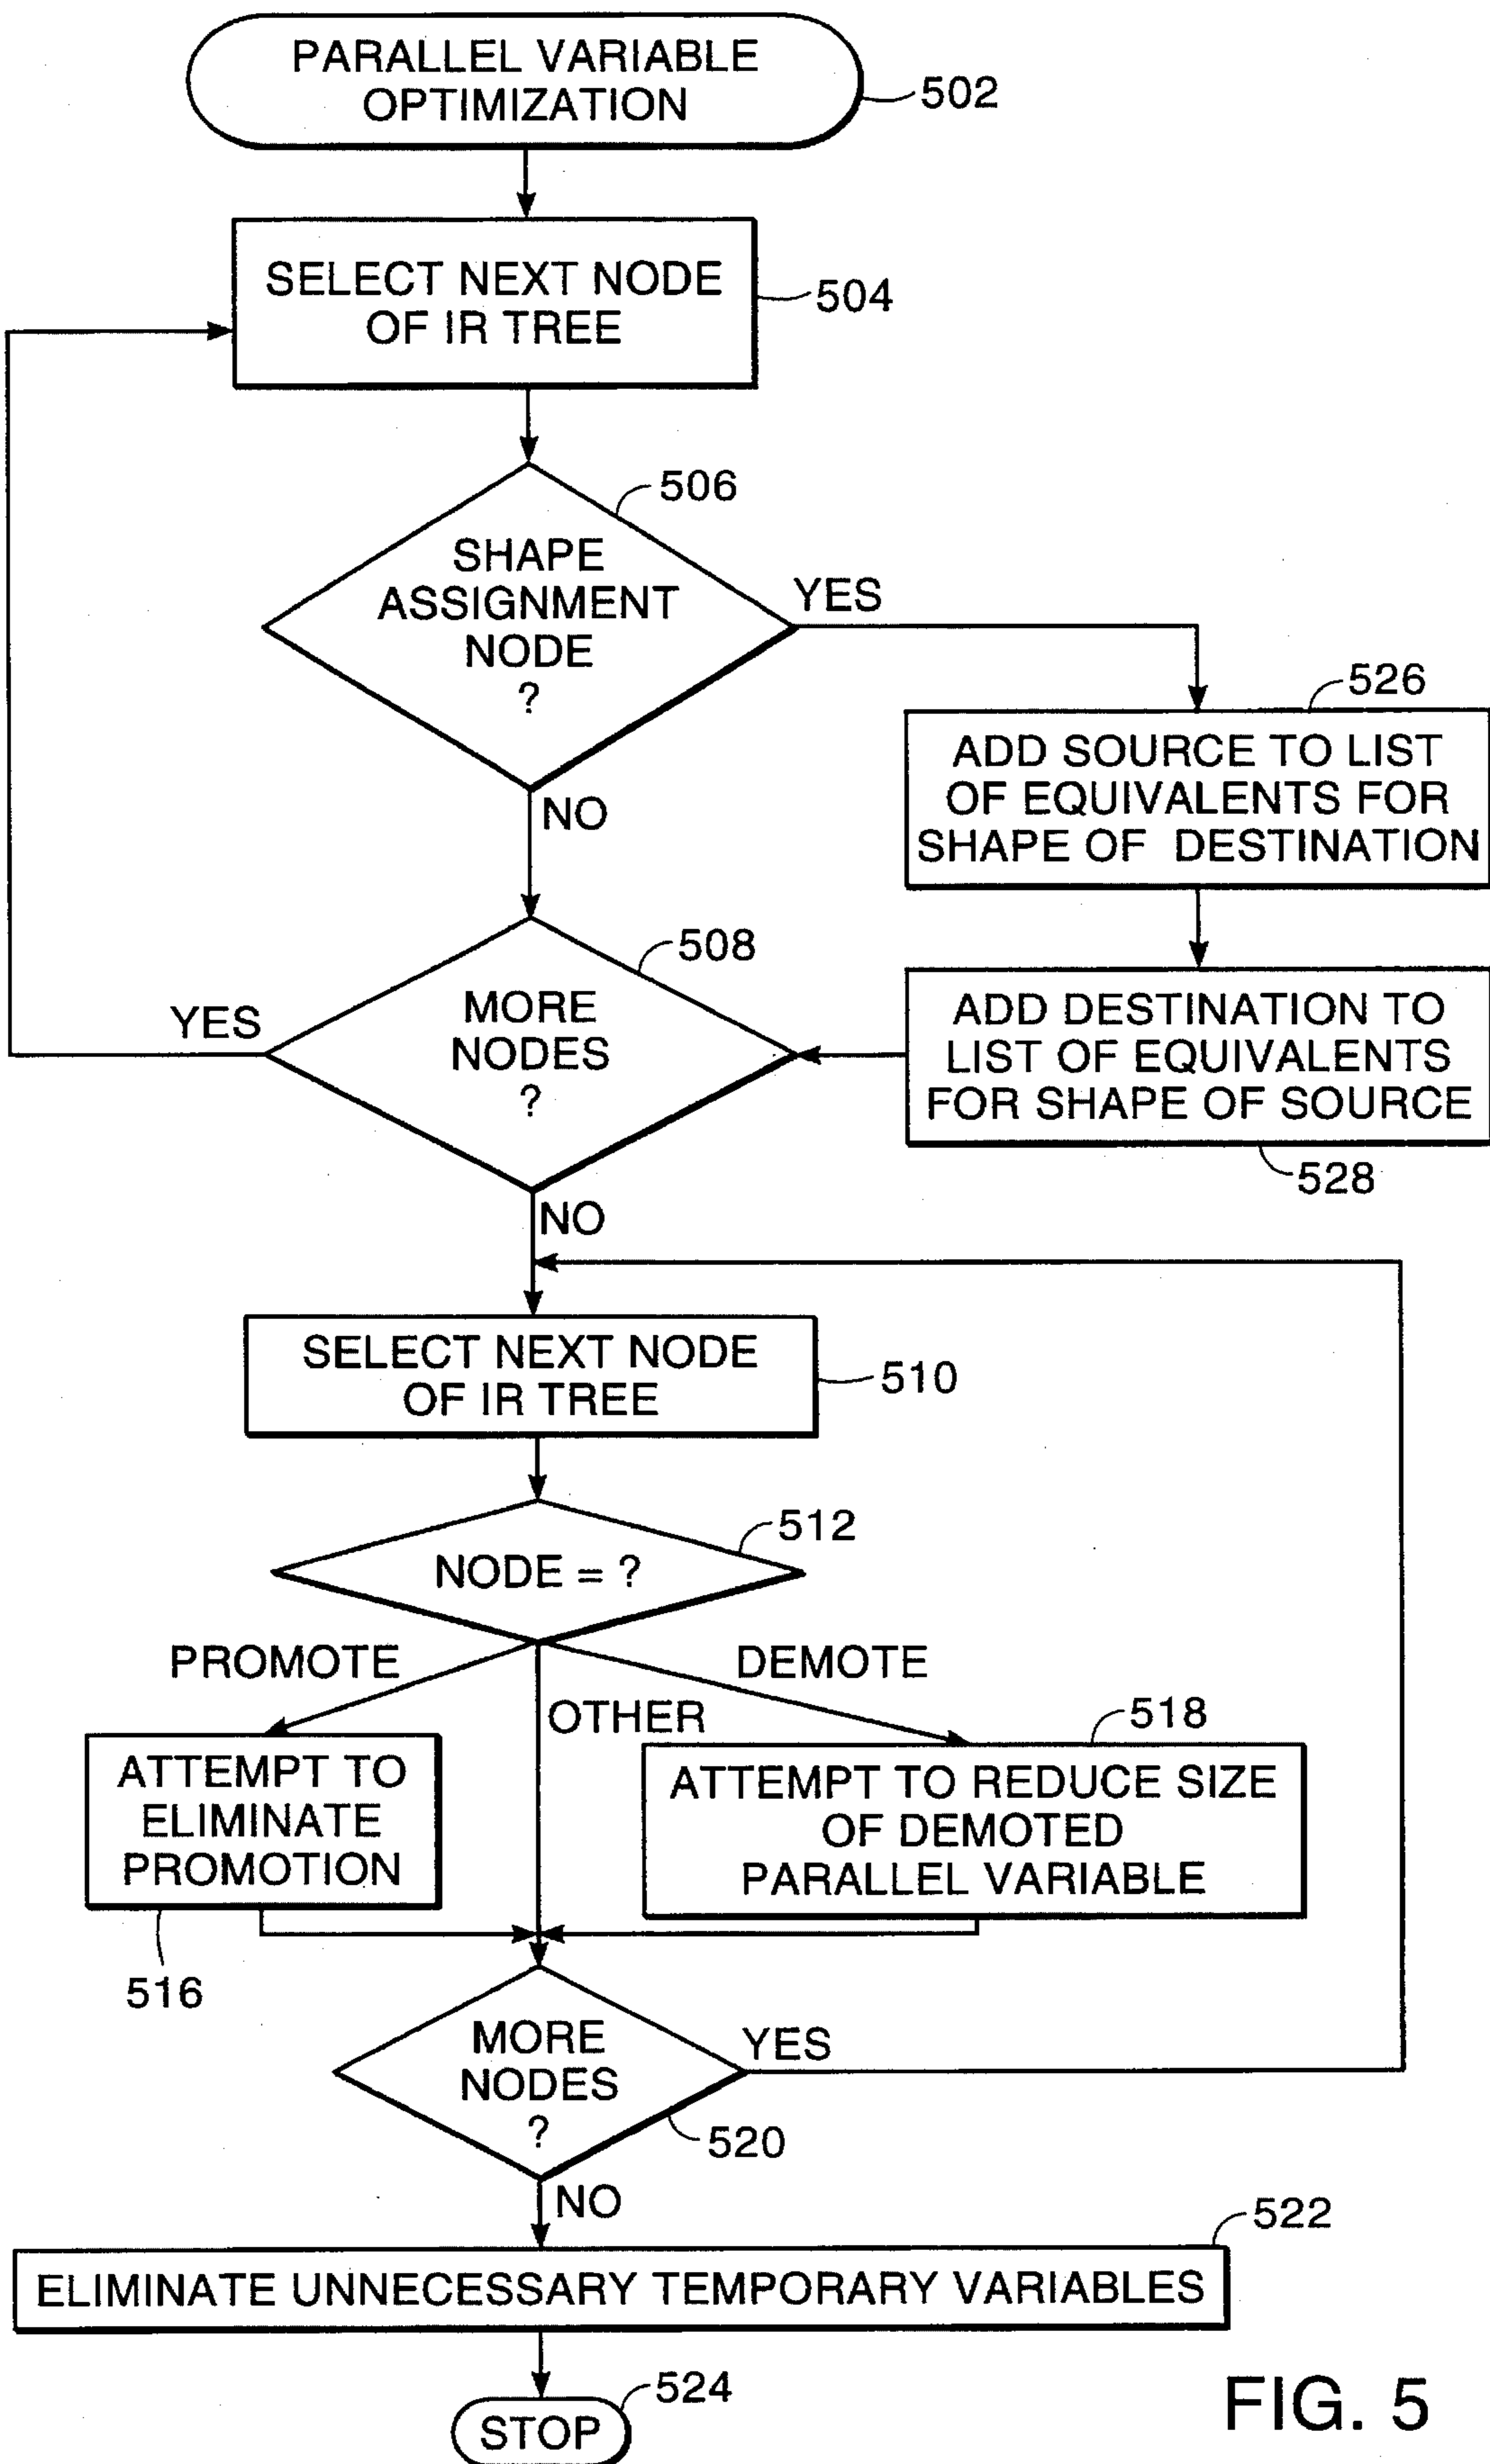 PARALLEL VARIABLE
OPTIMIZATION
502
SELECT NEXT NODE
OF IR TREE
504
506
SHAPE
ASSIGNMENT
NODE
?
YES
NO
526
ADD SOURCE TO LIST
OF EQUIVALENTS FOR
SHAPE OF DESTINATION
508
MORE
NODES
?
YES
NO
ADD DESTINATION TO
LIST OF EQUIVALENTS
FOR SHAPE OF SOURCE
528
SELECT NEXT NODE
OF IR TREE
510
512
NODE = ?
PROMOTE
OTHER
DEMOTE
ATTEMPT TO
ELIMINATE
PROMOTION
516
518
ATTEMPT TO REDUCE SIZE
OF DEMOTED
PARALLEL VARIABLE
MORE
NODES
?
YES
520
NO
522
ELIMINATE UNNECESSARY TEMPORARY VARIABLES
524
STOP
FIG. 5